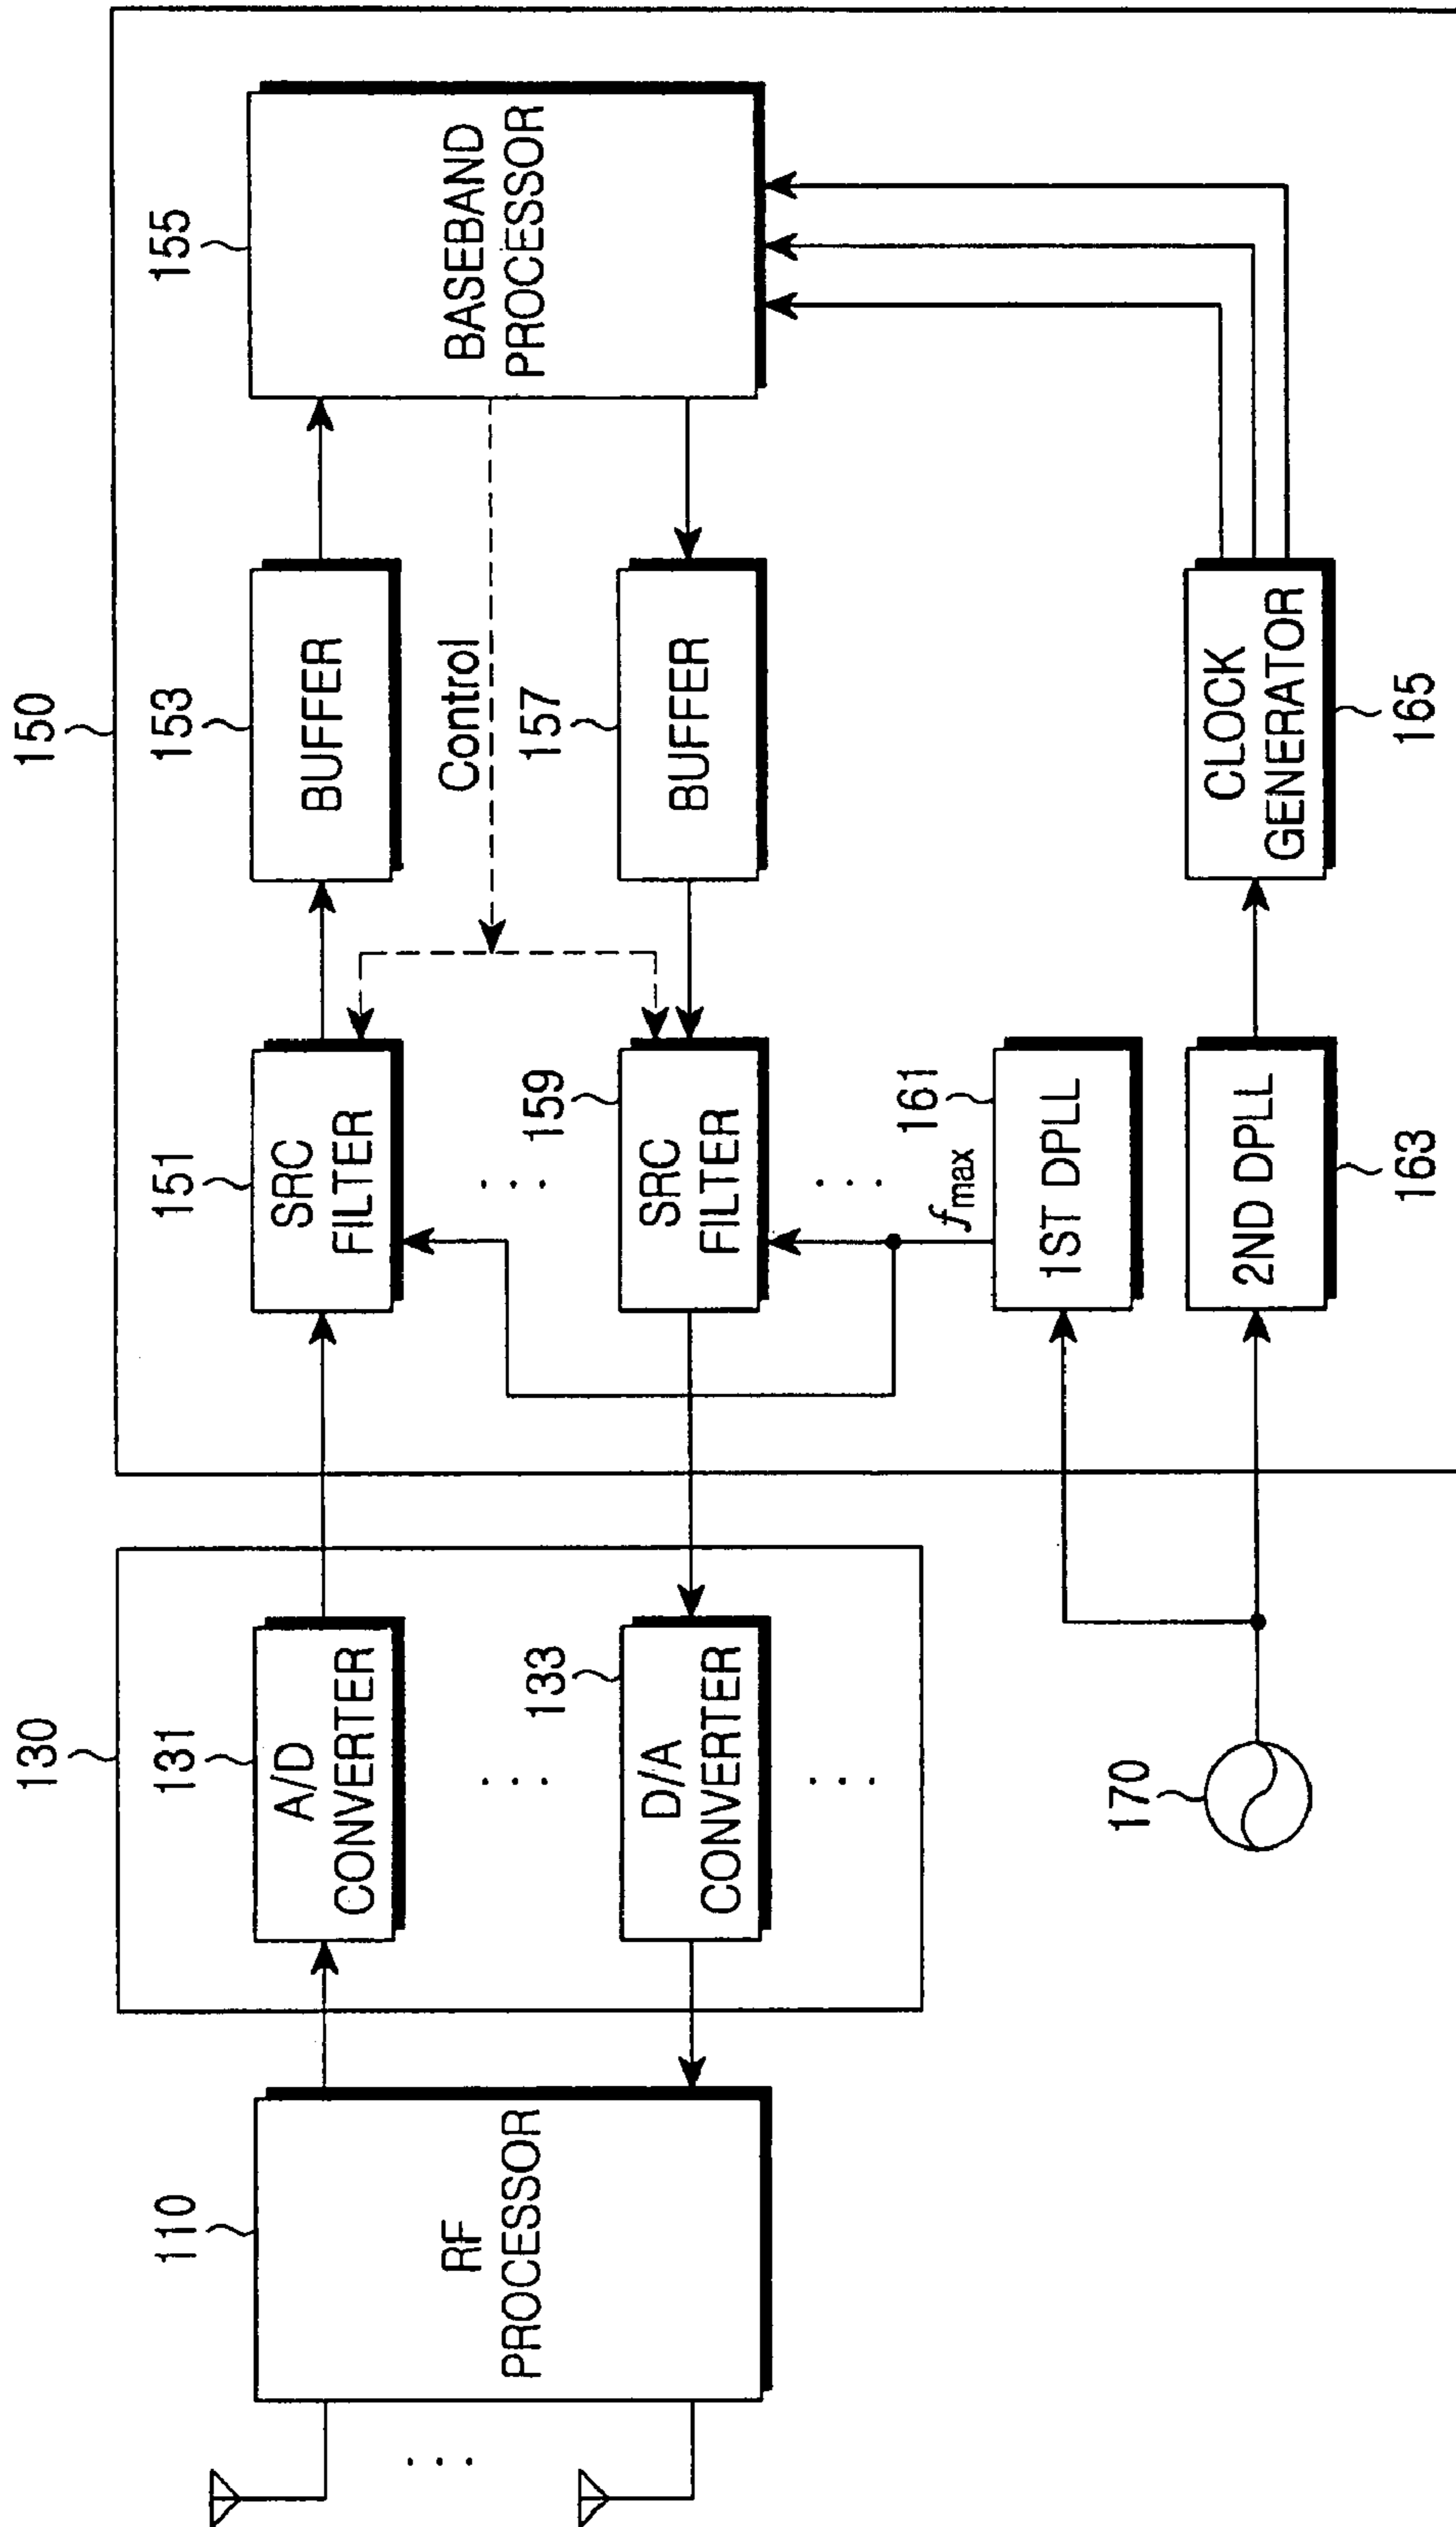 150
130
110
RF
PROCESSOR
131
A/D
CONVERTER
. . .
133
D/A
CONVERTER
. . .
151
SRC
FILTER
. . .
159
SRC
FILTER
. . .
153
BUFFER
Control
157
BUFFER
155
BASEBAND
PROCESSOR
fmax
161
1ST DPLL
2ND DPLL
163
CLOCK
GENERATOR
165
170
. . .